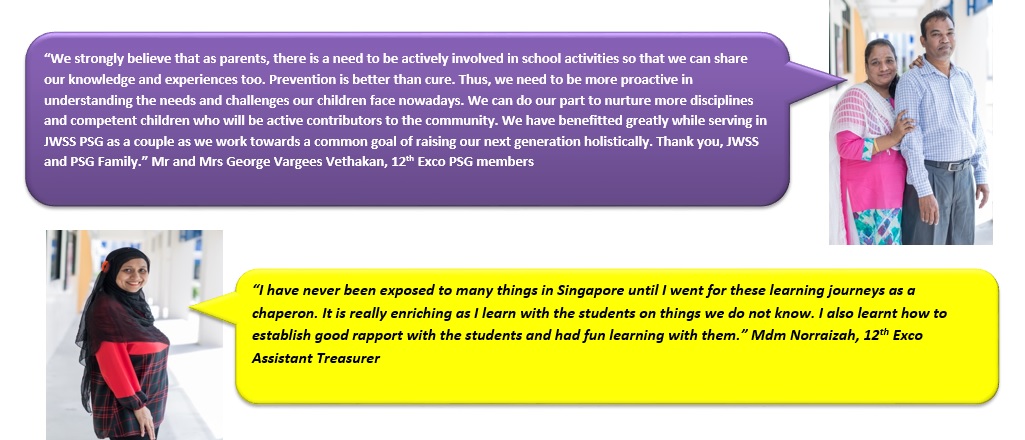 “We strongly believe that as parents, there is a need to be actively involved in school activities so that we can share
our knowledge and experiences too. Prevention is better than cure. Thus, we need to be more proactive in
understanding the needs and challenges our children face nowadays. We can do our part to nurture more disciplines
and competent children who will be active contributors to the community. We have benefitted greatly while serving in
JWSS PSG as a couple as we work towards a common goal of raising our next generation holistically. Thank you, JWSS
and PSG Family.” Mr and Mrs George Vargees Vethakan, 12th Exco PSG members
“I have never been exposed to many things in Singapore until I went for these learning journeys as a
chaperon. It is really enriching as I learn with the students on things we do not know. I also learnt how to
establish good rapport with the students and had fun learning with them.” Mdm Norraizah, 12th Exco
Assistant Treasurer